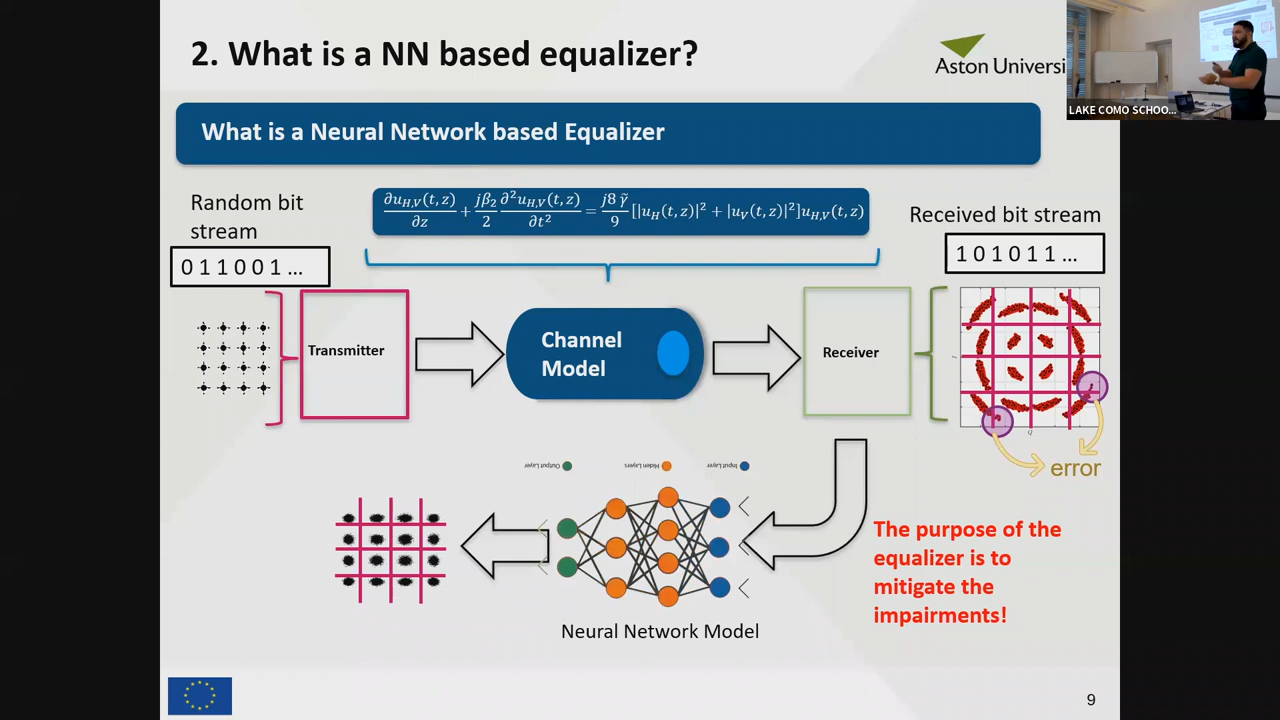 2. What is a NN based equalizer?
Aston Universi
LAKE COMO SCHOO...
What is a Neural Network based Equalizer
Random bit
stream
∂u_{H,V}(t,z)/∂z + jβ₂/2 ∂²u_{H,V}(t,z)/∂t² = j8 γ̃/9 [|u_H(t,z)|² + |u_V(t,z)|²]u_{H,V}(t,z)
Received bit stream
0 1 1 0 0 1 ...
1 0 1 0 1 1 ...
Transmitter
Channel
Model
Receiver
error
Output Layer
Hiden Layers
Input Layer
The purpose of the
equalizer is to
mitigate the
impairments!
Neural Network Model
9